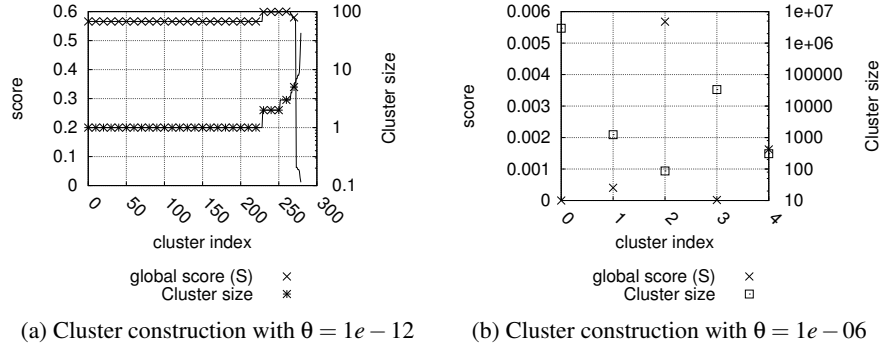 score
0.6
0.5
0.4
0.3
0.2
0.1
0
0
50
100
150
200
250
300
100
10
1
0.1
Cluster size
cluster index
global score (S)
Cluster size
(a) Cluster construction with θ = 1e − 12
score
0.006
0.005
0.004
0.003
0.002
0.001
0
0
1
2
3
4
1e+07
1e+06
100000
10000
1000
100
10
Cluster size
cluster index
global score (S)
Cluster size
(b) Cluster construction with θ = 1e − 06